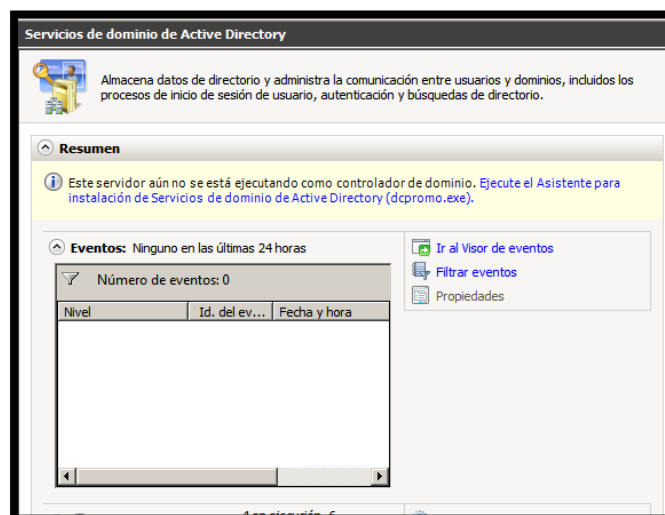 Servicios de dominio de Active Directory
Almacena datos de directorio y administra la comunicación entre usuarios y dominios, incluidos los
procesos de inicio de sesión de usuario, autenticación y búsquedas de directorio.
Resumen
Este servidor aún no se está ejecutando como controlador de dominio. Ejecute el Asistente para
instalación de Servicios de dominio de Active Directory (dcpromo.exe).
Eventos: Ninguno en las últimas 24 horas
Número de eventos: 0
Nivel Id. del ev... Fecha y hora
Ir al Visor de eventos
Filtrar eventos
Propiedades